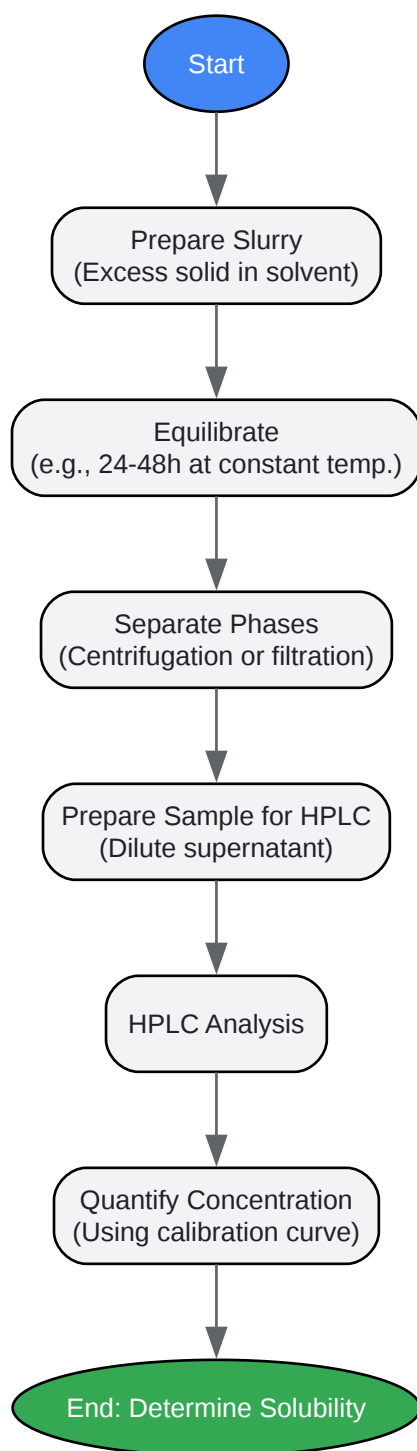 Start
Prepare Slurry
(Excess solid in solvent)
Equilibrate
(e.g., 24-48h at constant temp.)
Separate Phases
(Centrifugation or filtration)
Prepare Sample for HPLC
(Dilute supernatant)
HPLC Analysis
Quantify Concentration
(Using calibration curve)
End: Determine Solubility